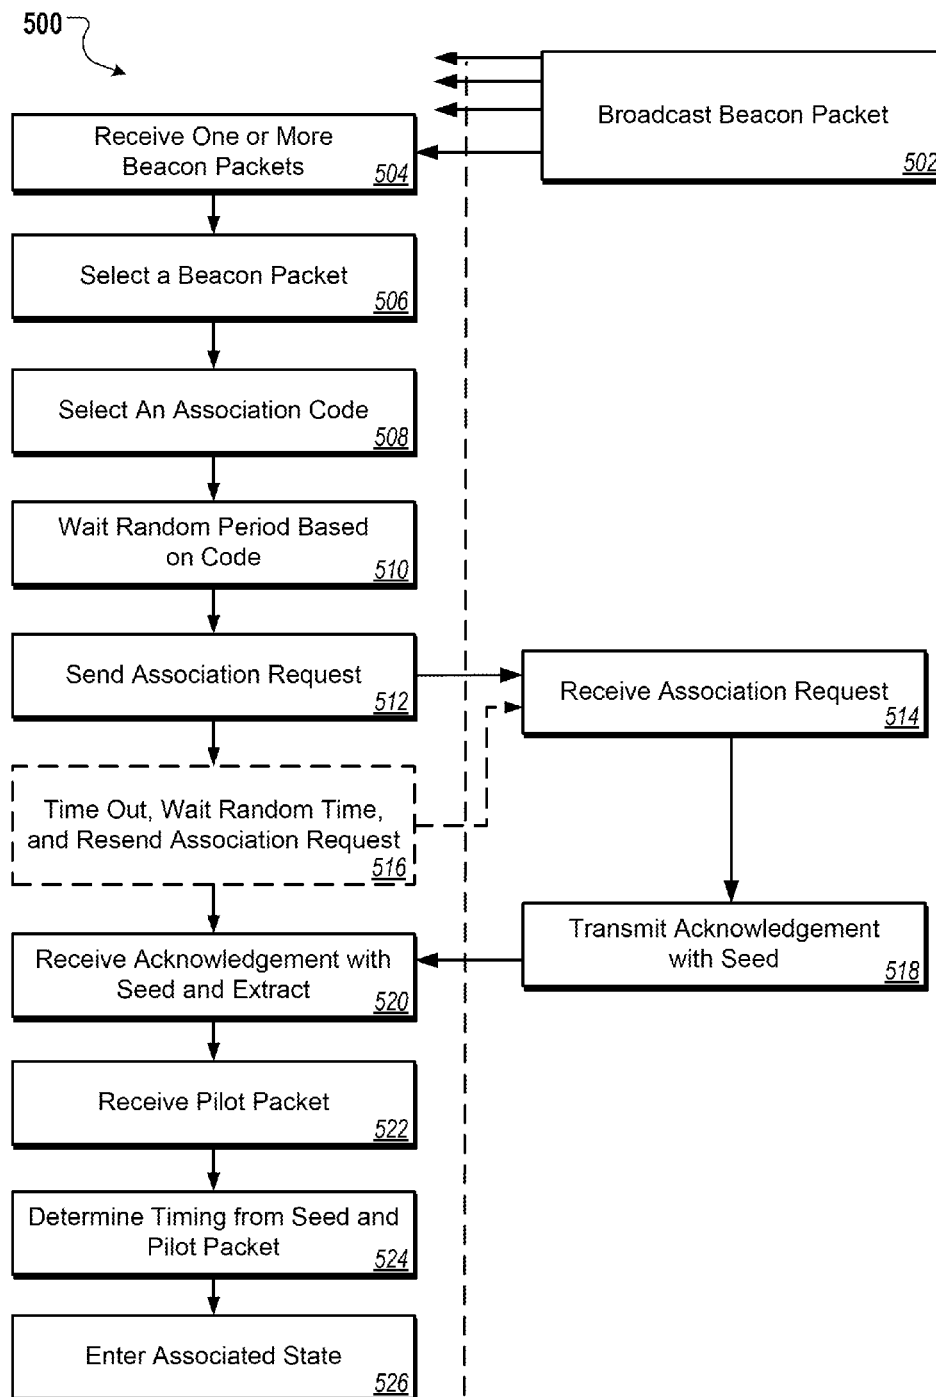 500
Broadcast Beacon Packet
502
Receive One or More
Beacon Packets
504
Select a Beacon Packet
506
Select An Association Code
508
Wait Random Period Based
on Code
510
Send Association Request
512
Receive Association Request
514
Time Out, Wait Random Time,
and Resend Association Request
516
Transmit Acknowledgement
with Seed
518
Receive Acknowledgement with
Seed and Extract
520
Receive Pilot Packet
522
Determine Timing from Seed and
Pilot Packet
524
Enter Associated State
526